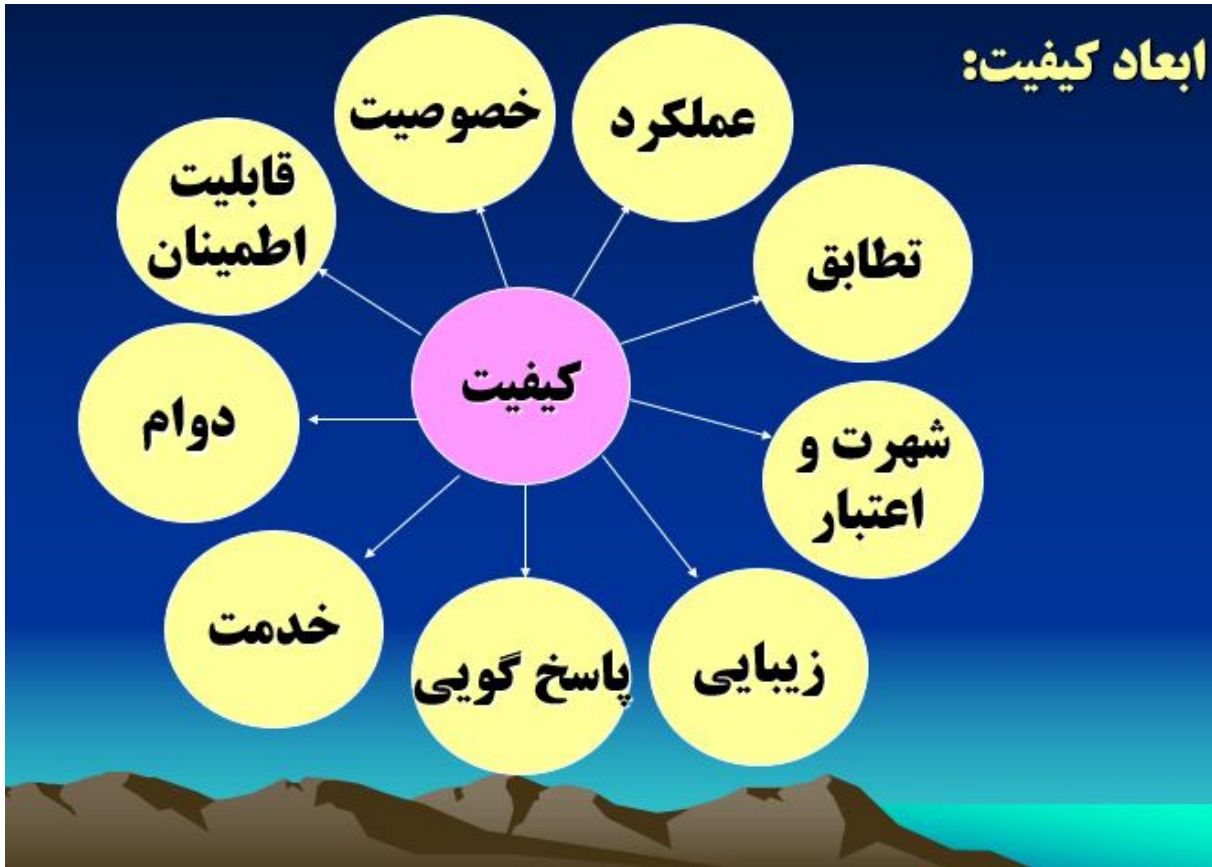 ابعاد کیفیت:
عملکرد
خصوصیت
تطابق
قابلیت
اطمینان
کیفیت
دوام
شهرت و
اعتبار
خدمت
پاسخ گویی
زیبایی